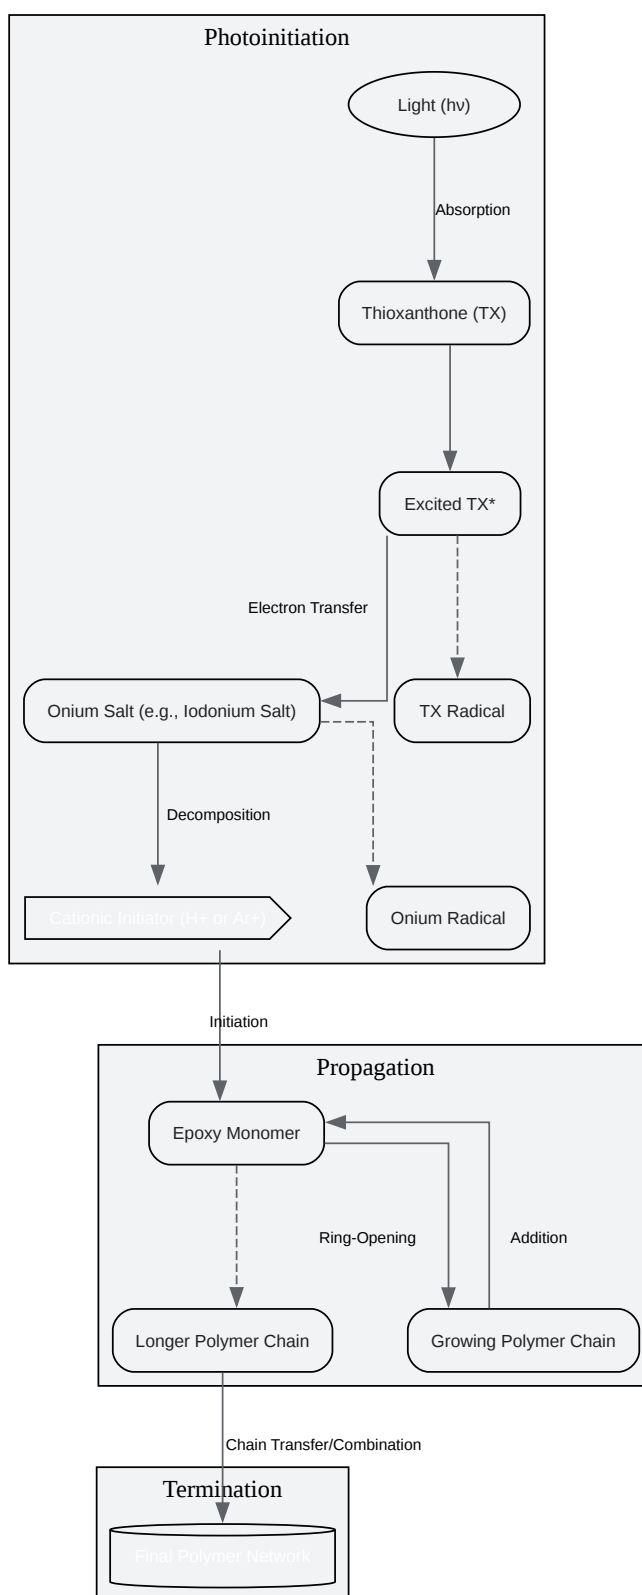 Photoinitiation
Light (hν)
Absorption
Thioxanthone (TX)
Excited TX*
Electron Transfer
Onium Salt (e.g., Iodonium Salt)
TX Radical
Decomposition
Cationic Initiator (H+ or Ar+)
Onium Radical
Initiation
Propagation
Epoxy Monomer
Ring-Opening
Addition
Longer Polymer Chain
Growing Polymer Chain
Chain Transfer/Combination
Termination
Final Polymer Network